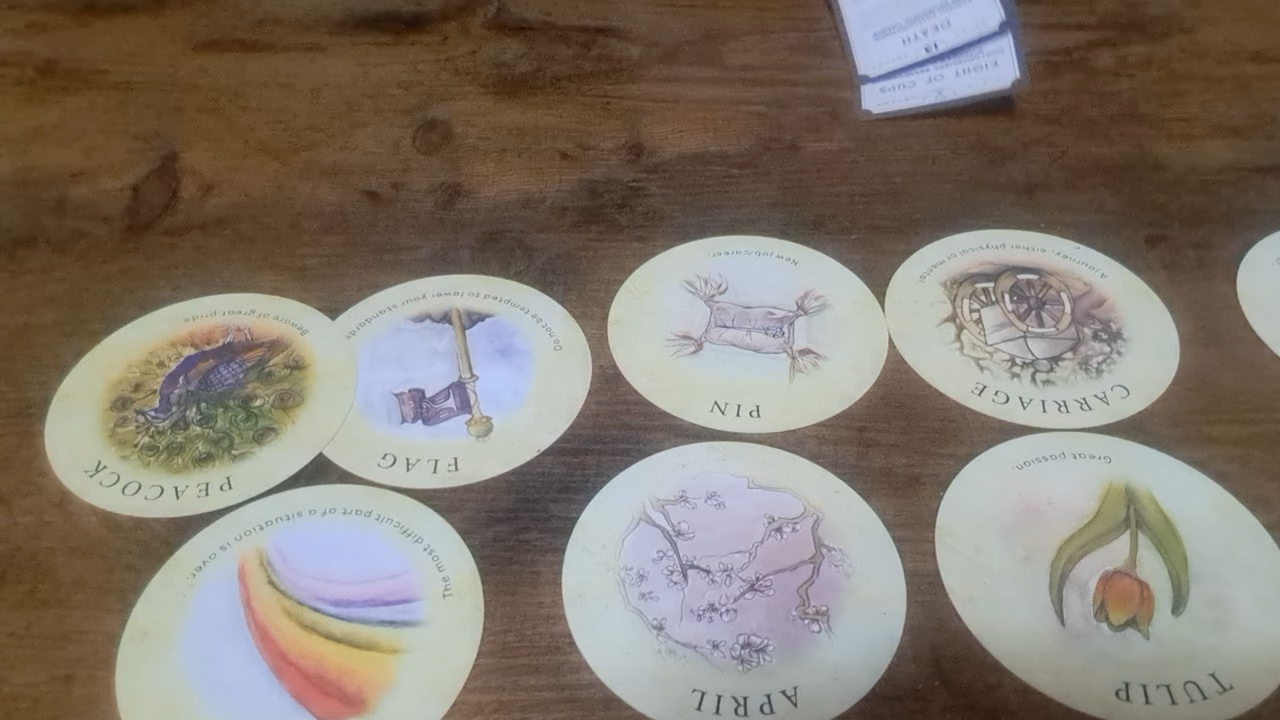 DEATH
13
EIGHT OF CUPS
Beware of great pride
PEACOCK
Do not be tempted to lower your standards
FLAG
New job/career.
PIN
A journey, either physical or mental
CARRIAGE
The most difficult part of a situation is over.
APRIL
Great passion.
TULIP